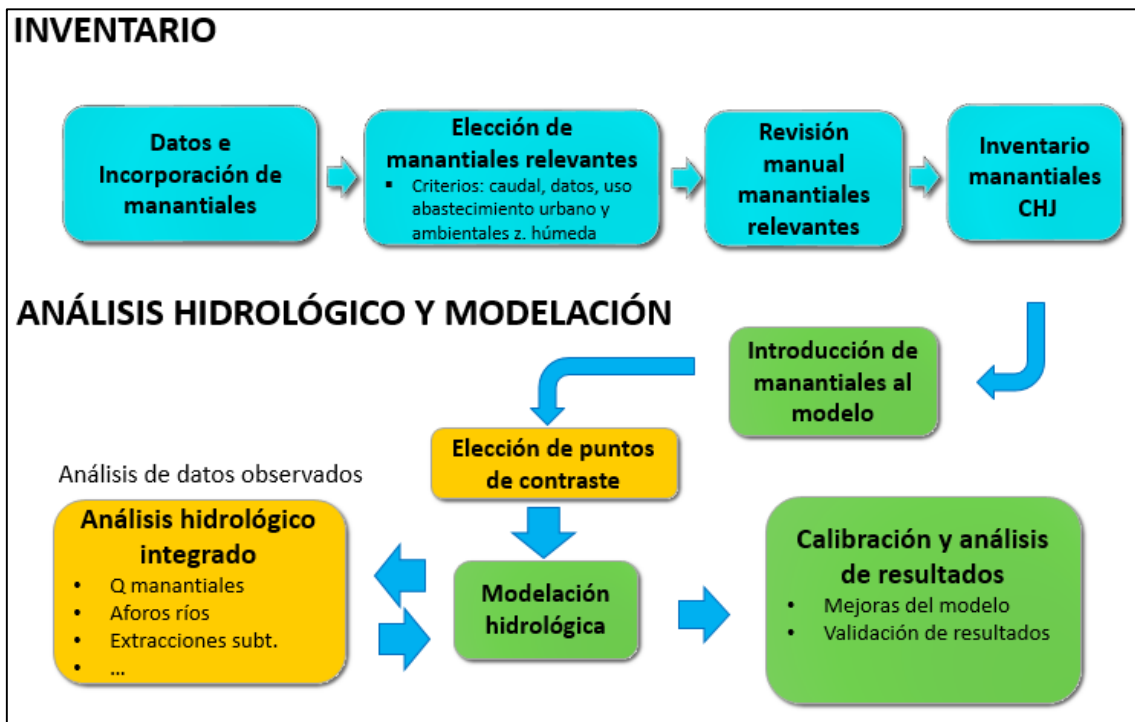 INVENTARIO
Datos e
Incorporación de
manantiales
Elección de
manantiales relevantes
▪ Criterios: caudal, datos, uso
abastecimiento urbano y
ambientales z. húmeda
Revisión
manual
manantiales
relevantes
Inventario
manantiales
CHJ
ANÁLISIS HIDROLÓGICO Y MODELACIÓN
Introducción de
manantiales al
modelo
Elección de puntos
de contraste
Análisis de datos observados
Análisis hidrológico
integrado
• Q manantiales
• Aforos ríos
• Extracciones subt.
• ...
Modelación
hidrológica
Calibración y análisis
de resultados
• Mejoras del modelo
• Validación de resultados